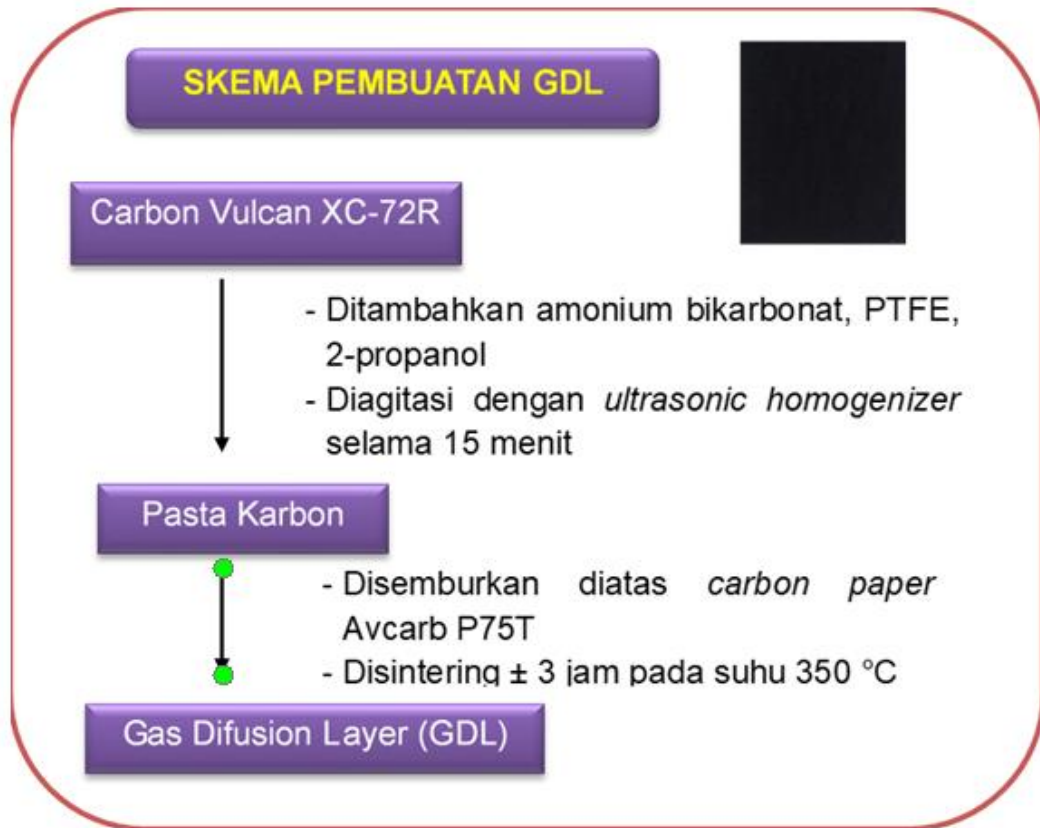 SKEMA PEMBUATAN GDL
Carbon Vulcan XC-72R
- Ditambahkan amonium bikarbonat, PTFE,
2-propanol
- Diagitasi dengan ultrasonic homogenizer
selama 15 menit
Pasta Karbon
- Disemburkan diatas carbon paper
Avcarb P75T
- Disintering ± 3 jam pada suhu 350 °C
Gas Difusion Layer (GDL)